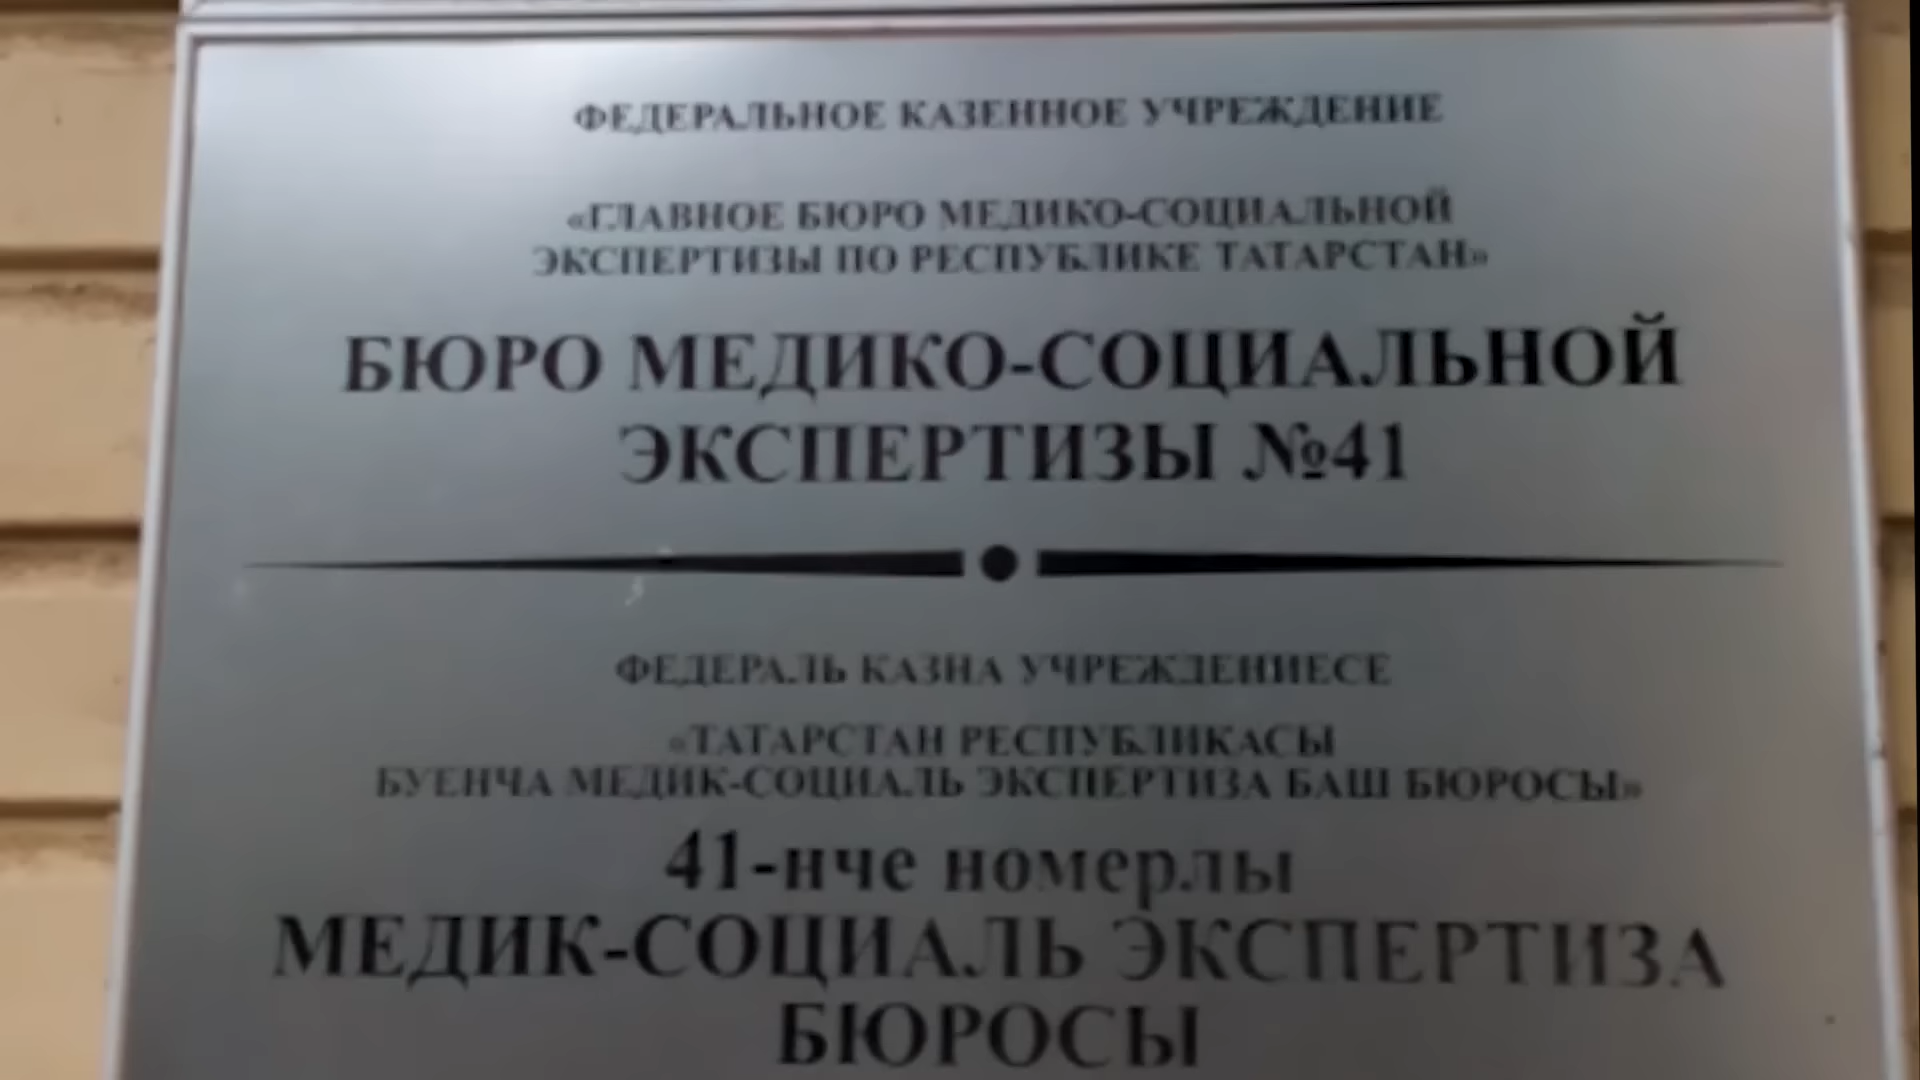 ФЕДЕРАЛЬНОЕ КАЗЕННОЕ УЧРЕЖДЕНИЕ
«ГЛАВНОЕ БЮРО МЕДИКО-СОЦИАЛЬНОЙ
ЭКСПЕРТИЗЫ ПО РЕСПУБЛИКЕ ТАТАРСТАН»
БЮРО МЕДИКО-СОЦИАЛЬНОЙ
ЭКСПЕРТИЗЫ №41
ФЕДЕРАЛЬ КАЗНА УЧРЕЖДЕНИЕСЕ
«ТАТАРСТАН РЕСПУБЛИКАСЫ
БУЕНЧА МЕДИК-СОЦИАЛЬ ЭКСПЕРТИЗА БАШ БЮРОСЫ»
41-нче номерлы
МЕДИК-СОЦИАЛЬ ЭКСПЕРТИЗА
БЮРОСЫ